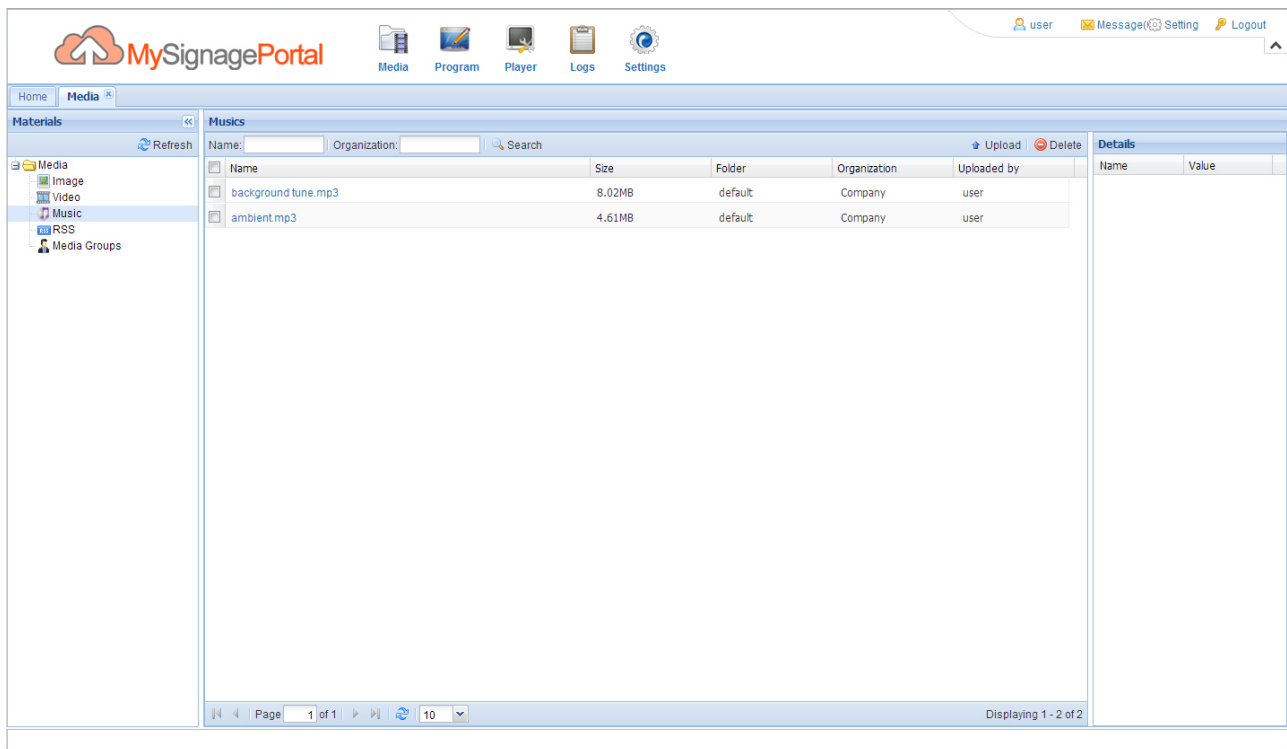 MySignagePortal
Media Program Player Logs Settings
user Message( Setting Logout
Home Media
Materials
Refresh
Media
Image
Video
Music
RSS
Media Groups
Musics
Name: Organization: Search Upload Delete
Name Size Folder Organization Uploaded by
background tune.mp3 8.02MB default Company user
ambient.mp3 4.61MB default Company user
Page 1 of 1 10 Displaying 1 - 2 of 2
Details
Name Value